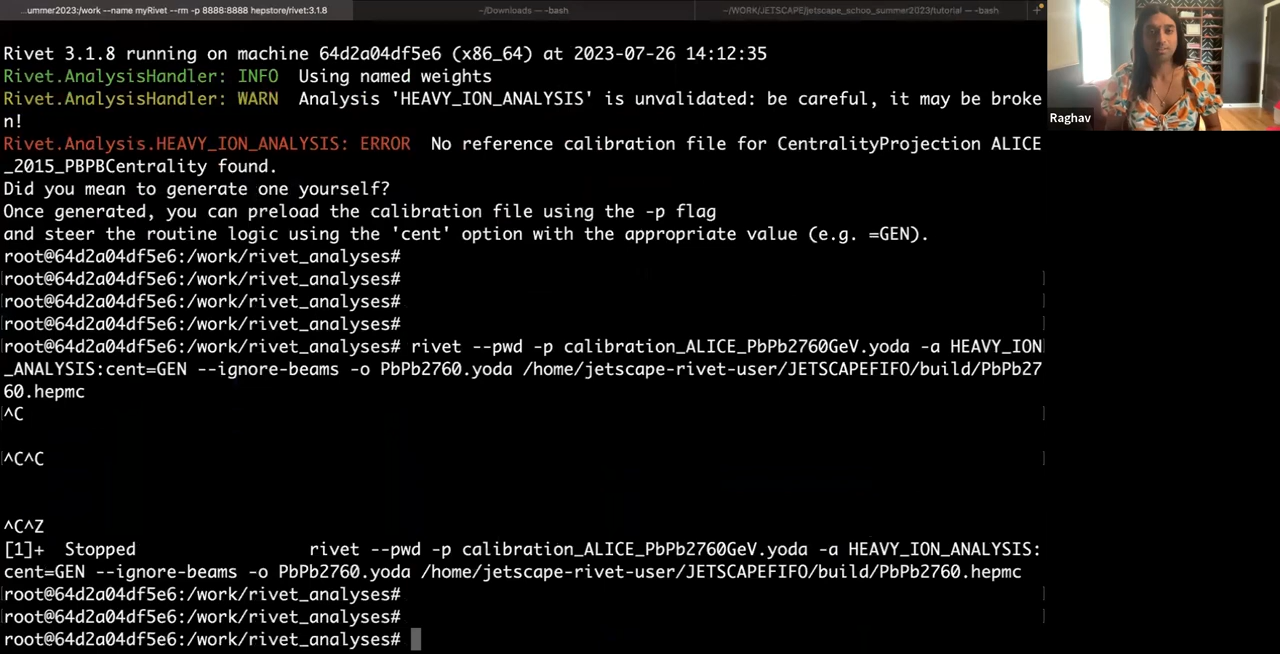 ...ummer2023:/work --name myRivet --rm -p 8888:8888 hepstore/rivet:3.1.8
~/Downloads — -bash
~/WORK/JETSCAPE/jetscape_schoo_summer2023/tutorial — -bash
+
Rivet 3.1.8 running on machine 64d2a04df5e6 (x86_64) at 2023-07-26 14:12:35
Rivet.AnalysisHandler: INFO  Using named weights
Rivet.AnalysisHandler: WARN  Analysis 'HEAVY_ION_ANALYSIS' is unvalidated: be careful, it may be broke
n!
Rivet.Analysis.HEAVY_ION_ANALYSIS: ERROR  No reference calibration file for CentralityProjection ALICE
_2015_PBPBCentrality found.
Did you mean to generate one yourself?
Once generated, you can preload the calibration file using the -p flag
and steer the routine logic using the 'cent' option with the appropriate value (e.g. =GEN).
root@64d2a04df5e6:/work/rivet_analyses#
root@64d2a04df5e6:/work/rivet_analyses#
root@64d2a04df5e6:/work/rivet_analyses#
root@64d2a04df5e6:/work/rivet_analyses#
root@64d2a04df5e6:/work/rivet_analyses# rivet --pwd -p calibration_ALICE_PbPb2760GeV.yoda -a HEAVY_ION
_ANALYSIS:cent=GEN --ignore-beams -o PbPb2760.yoda /home/jetscape-rivet-user/JETSCAPEFIFO/build/PbPb27
60.hepmc
^C
^C^C
^C^Z
[1]+  Stopped                 rivet --pwd -p calibration_ALICE_PbPb2760GeV.yoda -a HEAVY_ION_ANALYSIS:
cent=GEN --ignore-beams -o PbPb2760.yoda /home/jetscape-rivet-user/JETSCAPEFIFO/build/PbPb2760.hepmc
root@64d2a04df5e6:/work/rivet_analyses#
root@64d2a04df5e6:/work/rivet_analyses#
root@64d2a04df5e6:/work/rivet_analyses#
Raghav